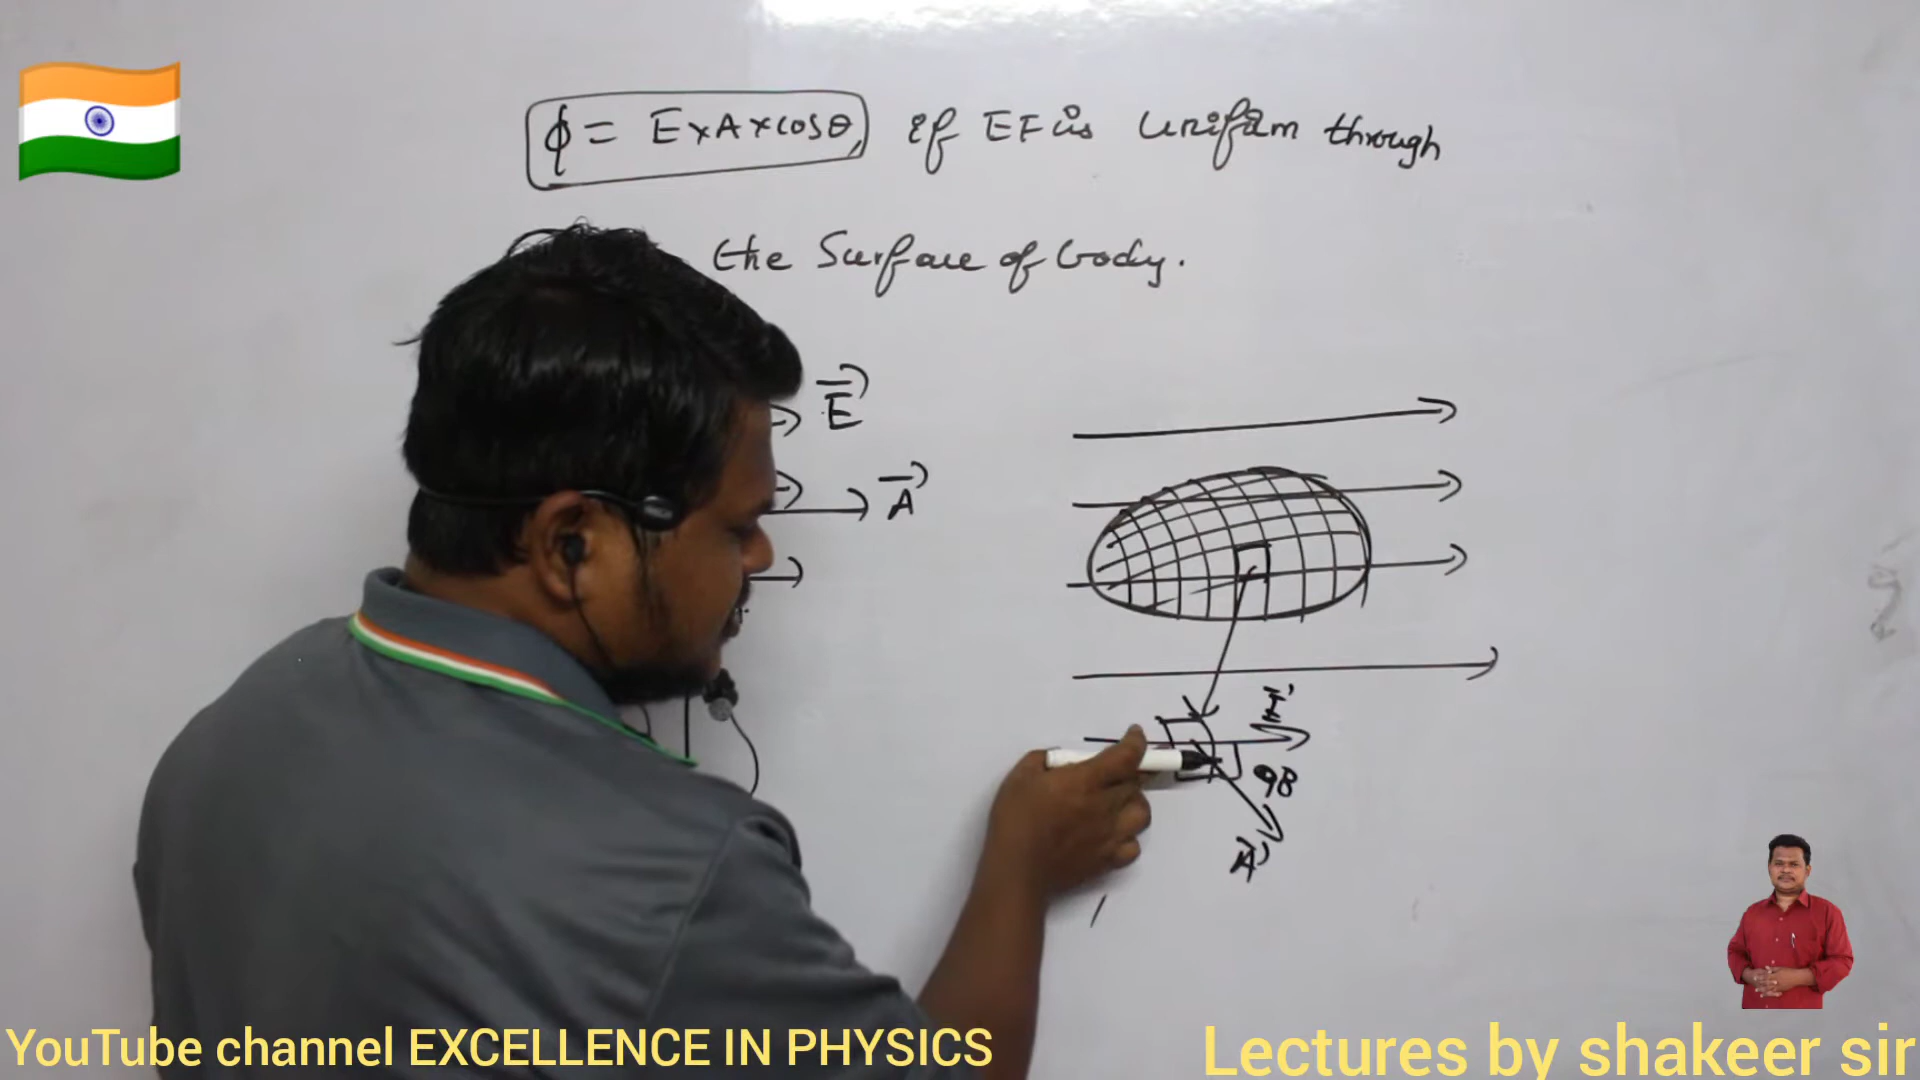 ϕ = E×A×cosθ, if EF is uniform through
the Surface of body.
E
A
E
A
YouTube channel EXCELLENCE IN PHYSICS
Lectures by shakeer sir